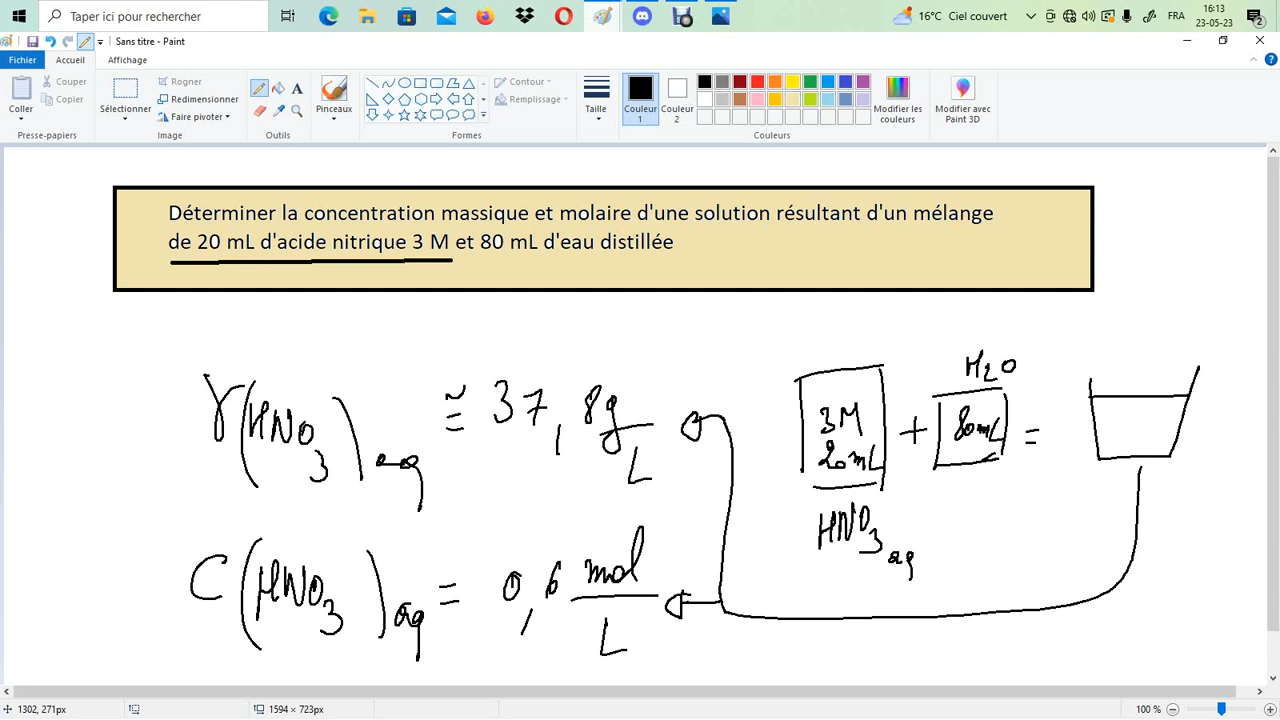 Taper ici pour rechercher
16°C Ciel couvert
FRA
16:13
23-05-23
2
Sans titre - Paint
Fichier
Accueil
Affichage
Coller
Couper
Copier
Presse-papiers
Sélectionner
Rogner
Redimensionner
Faire pivoter
Image
A
Outils
Pinceaux
Contour
Remplissage
Formes
Taille
Couleur 1
Couleur 2
Modifier les couleurs
Couleurs
Modifier avec Paint 3D
Déterminer la concentration massique et molaire d'une solution résultant d'un mélange
de 20 mL d'acide nitrique 3 M et 80 mL d'eau distillée
γ(HNO3)aq ≅ 37,8 g/L
C(HNO3)aq = 0,6 mol/L
3M
20mL
HNO3 aq
+
H2O
80mL
=
1302, 271px
1594 × 723px
100 %